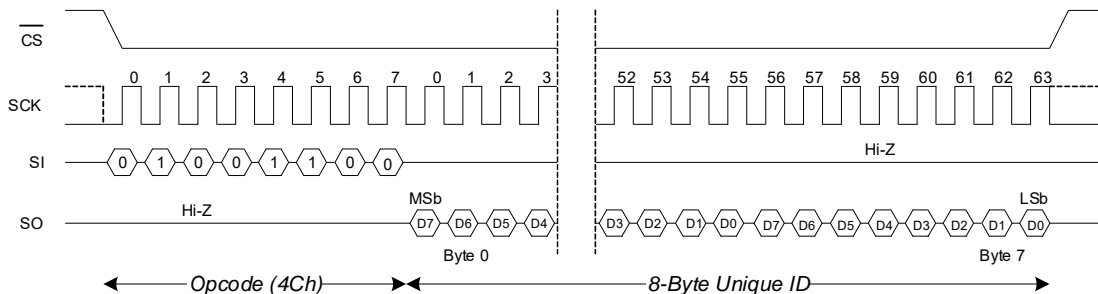 CS
0 1 2 3 4 5 6 7 0 1 2 3 52 53 54 55 56 57 58 59 60 61 62 63
SCK
Hi-Z
SI 0 1 0 0 1 1 0 0
Hi-Z MSb LSb
SO D7 D6 D5 D4 D3 D2 D1 D0 D7 D6 D5 D4 D3 D2 D1 D0
Byte 0 Byte 7
Opcode (4Ch) 8-Byte Unique ID